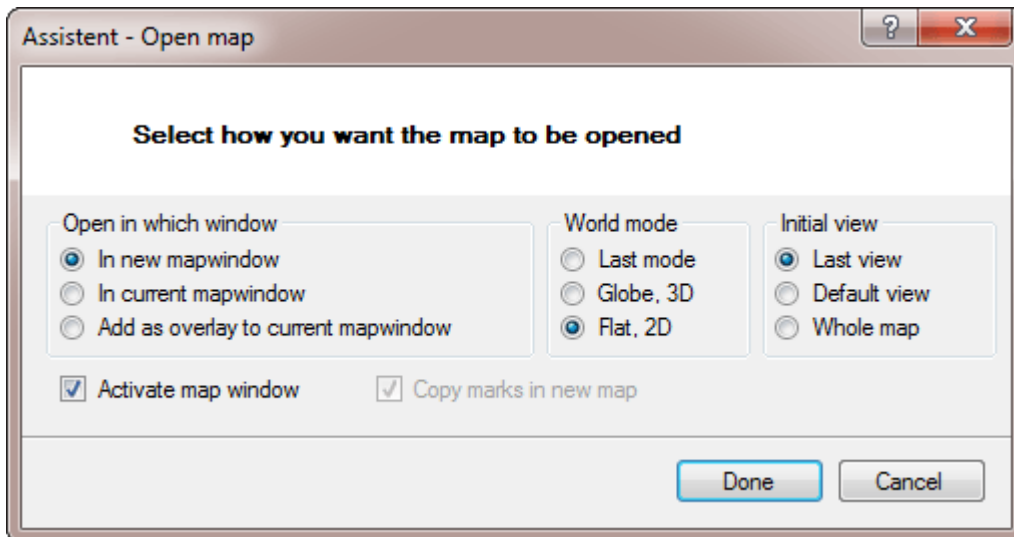 Assistent - Open map
?
Select how you want the map to be opened
Open in which window
In new mapwindow
In current mapwindow
Add as overlay to current mapwindow
World mode
Last mode
Globe, 3D
Flat, 2D
Initial view
Last view
Default view
Whole map
Activate map window
Copy marks in new map
Done
Cancel